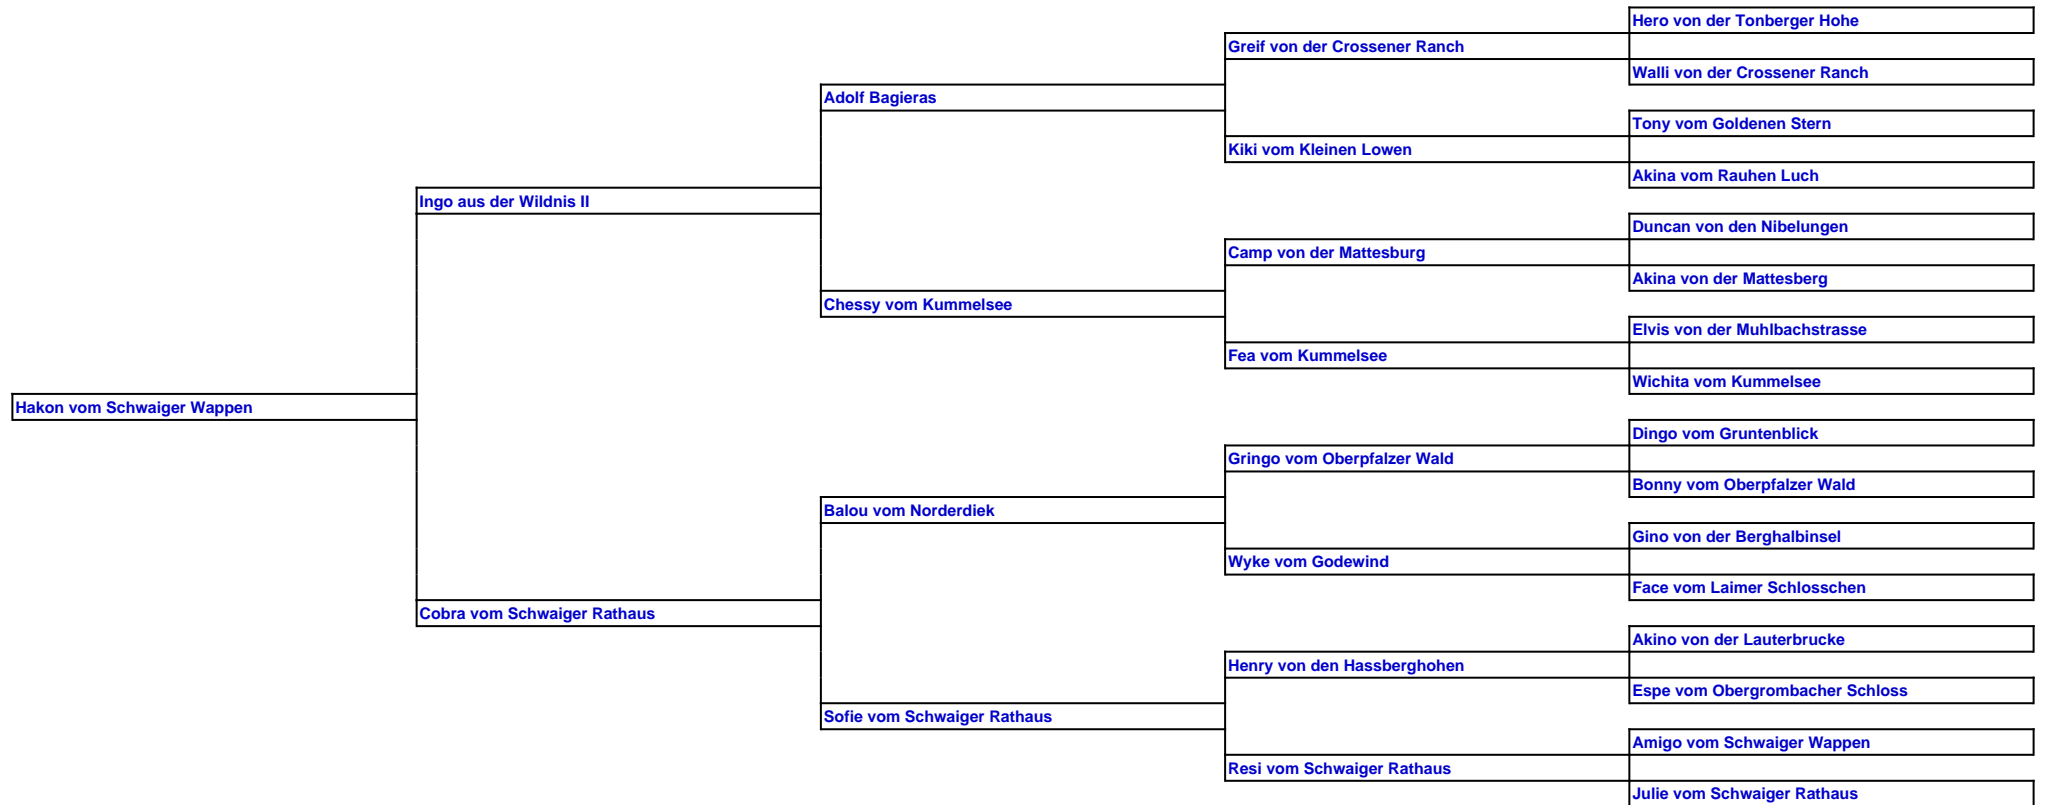 Hero von der Tonberger Hohe
Greif von der Crossener Ranch
Walli von der Crossener Ranch
Adolf Bagieras
Tony vom Goldenen Stern
Kiki vom Kleinen Lowen
Akina vom Rauhen Luch
Ingo aus der Wildnis II
Duncan von den Nibelungen
Camp von der Mattesburg
Akina von der Mattesberg
Chessy vom Kummelsee
Elvis von der Muhlbachstrasse
Fea vom Kummelsee
Wichita vom Kummelsee
Hakon vom Schwaiger Wappen
Dingo vom Gruntenblick
Gringo vom Oberpfalzer Wald
Bonny vom Oberpfalzer Wald
Balou vom Norderdiek
Gino von der Berghalbinsel
Wyke vom Godewind
Face vom Laimer Schlosschen
Cobra vom Schwaiger Rathaus
Akino von der Lauterbrucke
Henry von den Hassberghohen
Espe vom Obergrombacher Schloss
Sofie vom Schwaiger Rathaus
Amigo vom Schwaiger Wappen
Resi vom Schwaiger Rathaus
Julie vom Schwaiger Rathaus